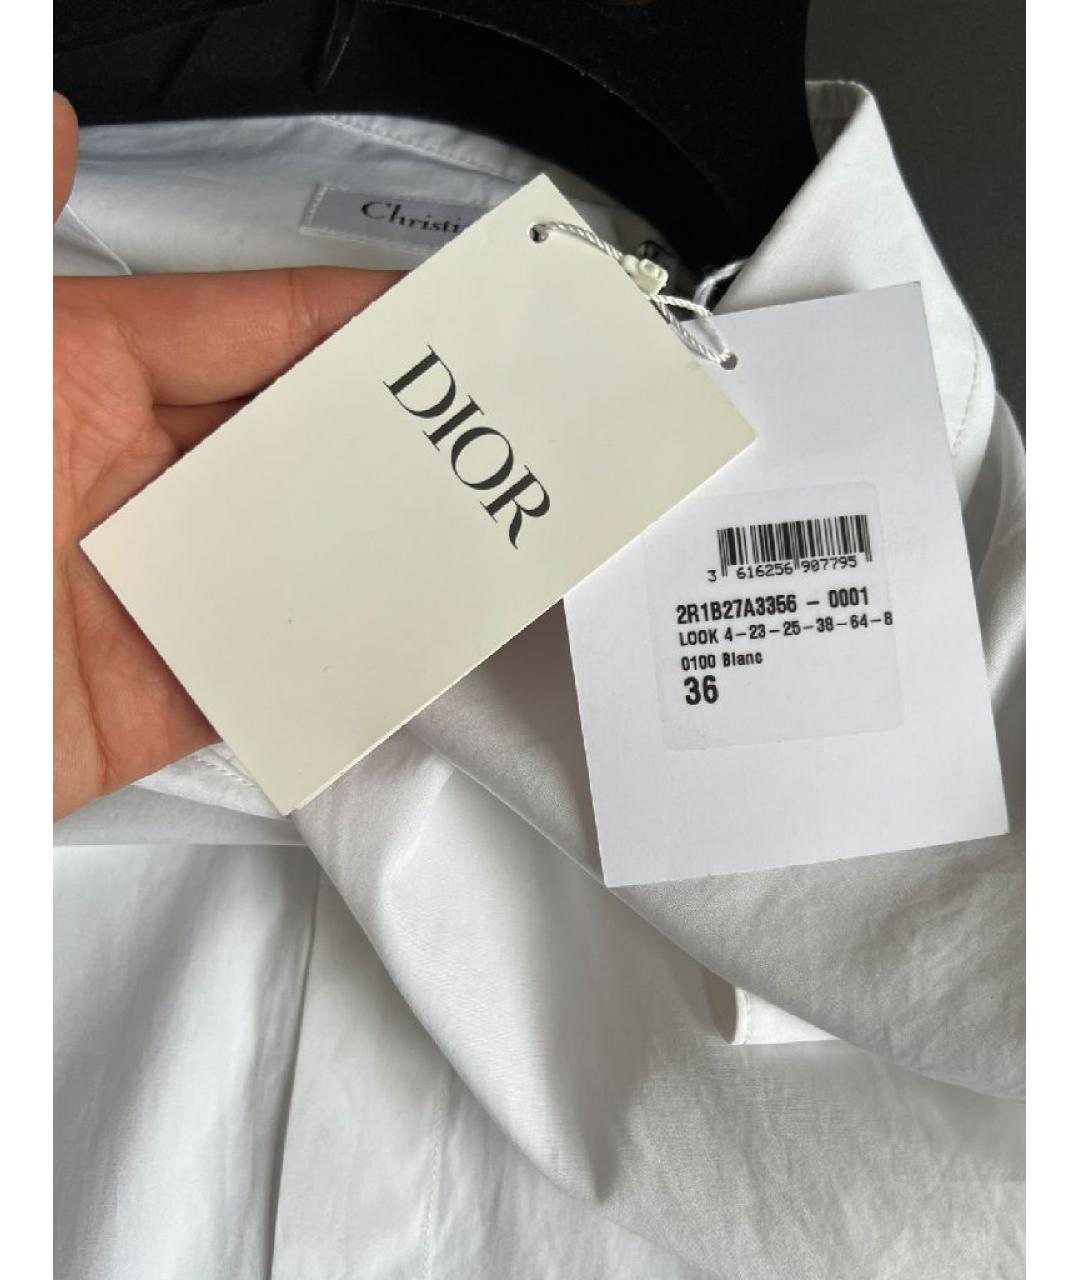 Christi
DIOR
3 616256 907795
2R1B27A3356 - 0001
LOOK 4-23-25-38-64-8
0100 Blanc
36